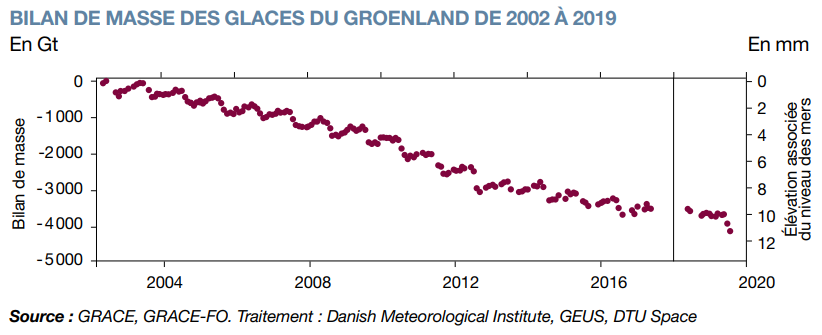 BILAN DE MASSE DES GLACES DU GROENLAND DE 2002 À 2019
En Gt
En mm
Bilan de masse
0
-1000
-2000
-3000
-4000
-5000
0
2
4
6
8
10
12
Élévation associée
du niveau des mers
2004
2008
2012
2016
2020
Source : GRACE, GRACE-FO. Traitement : Danish Meteorological Institute, GEUS, DTU Space